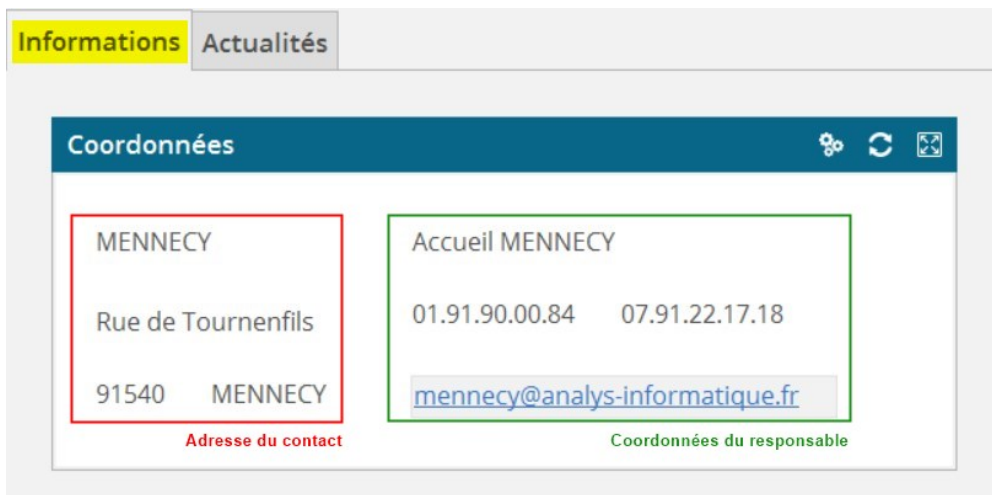 Informations Actualités
Coordonnées
MENNECY
Rue de Tournenfils
91540 MENNECY
Adresse du contact
Accueil MENNECY
01.91.90.00.84 07.91.22.17.18
mennecy@analys-informatique.fr
Coordonnées du responsable